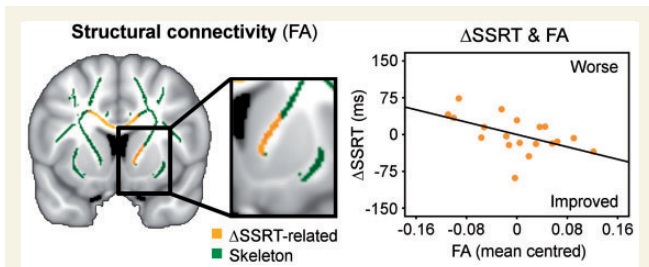 Structural connectivity (FA)
ΔSSRT-related
Skeleton
ΔSSRT & FA
Worse
Improved
ΔSSRT (ms)
150
75
0
-75
-150
-0.16
-0.08
0
0.08
0.16
FA (mean centred)